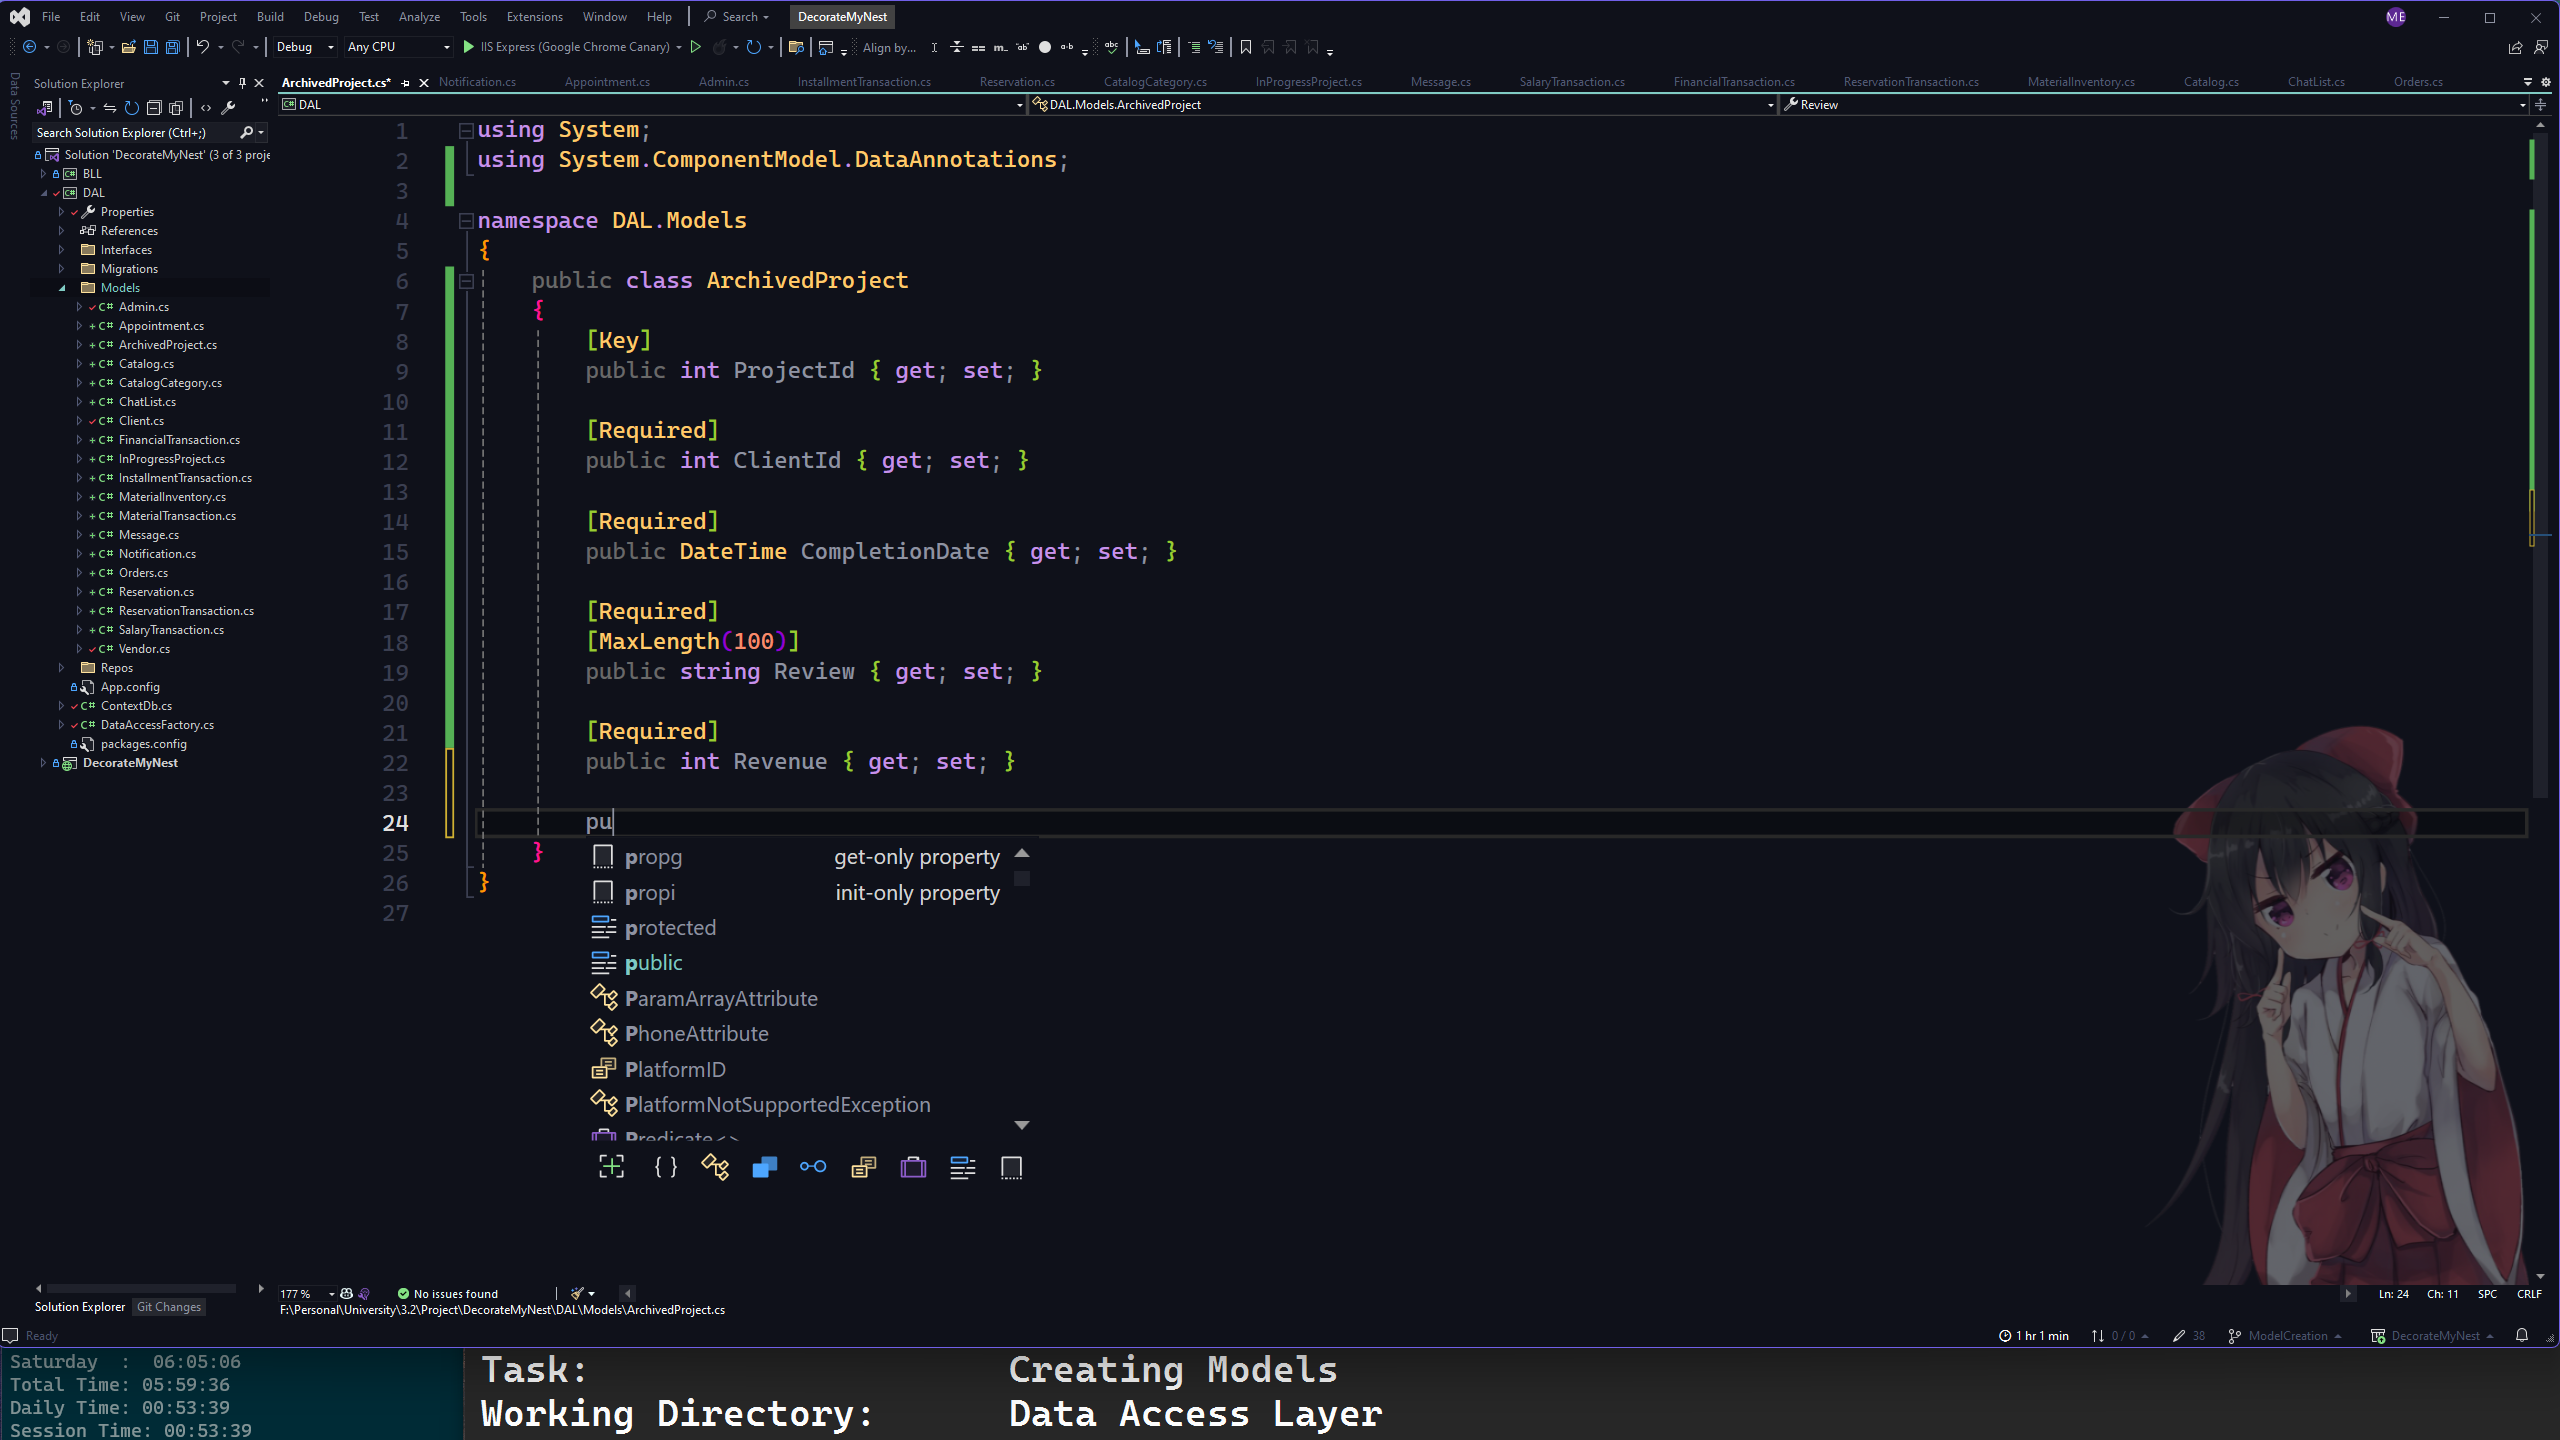 File Edit View Git Project Build Debug Test Analyze Tools Extensions Window Help Search DecorateMyNest ME
Debug Any CPU IIS Express (Google Chrome Canary) Align by...
Data Sources
Solution Explorer
Search Solution Explorer (Ctrl+;)
Solution 'DecorateMyNest' (3 of 3 proje
BLL
DAL
Properties
References
Interfaces
Migrations
Models
Admin.cs
Appointment.cs
ArchivedProject.cs
Catalog.cs
CatalogCategory.cs
ChatList.cs
Client.cs
FinancialTransaction.cs
InProgressProject.cs
InstallmentTransaction.cs
MaterialInventory.cs
MaterialTransaction.cs
Message.cs
Notification.cs
Orders.cs
Reservation.cs
ReservationTransaction.cs
SalaryTransaction.cs
Vendor.cs
Repos
App.config
ContextDb.cs
DataAccessFactory.cs
packages.config
DecorateMyNest
Solution Explorer Git Changes
ArchivedProject.cs* Notification.cs Appointment.cs Admin.cs InstallmentTransaction.cs Reservation.cs CatalogCategory.cs InProgressProject.cs Message.cs SalaryTransaction.cs FinancialTransaction.cs ReservationTransaction.cs MaterialInventory.cs Catalog.cs ChatList.cs Orders.cs
DAL DAL.Models.ArchivedProject Review
1 using System;
2 using System.ComponentModel.DataAnnotations;
3
4 namespace DAL.Models
5 {
6 public class ArchivedProject
7 {
8 [Key]
9 public int ProjectId { get; set; }
10
11 [Required]
12 public int ClientId { get; set; }
13
14 [Required]
15 public DateTime CompletionDate { get; set; }
16
17 [Required]
18 [MaxLength(100)]
19 public string Review { get; set; }
20
21 [Required]
22 public int Revenue { get; set; }
23
24 pu
25 }
26 }
27
propg get-only property
propi init-only property
protected
public
ParamArrayAttribute
PhoneAttribute
PlatformID
PlatformNotSupportedException
Predicate<>
177 % No issues found Ln: 24 Ch: 11 SPC CRLF
F:\Personal\University\3.2\Project\DecorateMyNest\DAL\Models\ArchivedProject.cs
Ready 1 hr 1 min 0 / 0 38 ModelCreation DecorateMyNest
Saturday : 06:05:06
Total Time: 05:59:36
Daily Time: 00:53:39
Session Time: 00:53:39
Task: Creating Models
Working Directory: Data Access Layer